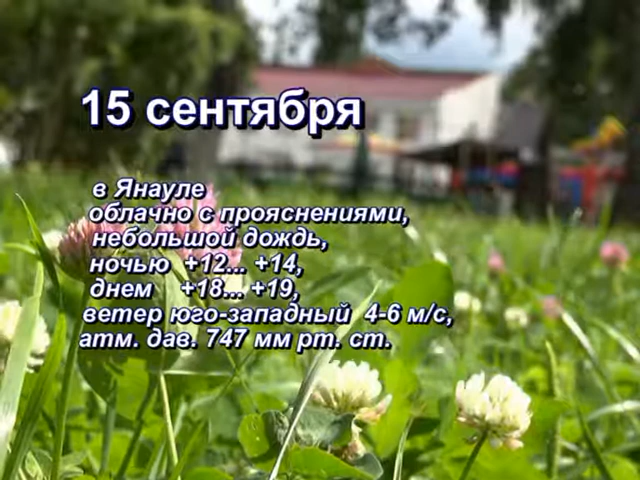 15 сентября
в Янауле
облачно с прояснениями,
небольшой дождь,
ночью +12... +14,
днем +18... +19,
ветер юго-западный 4-6 м/с,
атм. дав. 747 мм рт. ст.